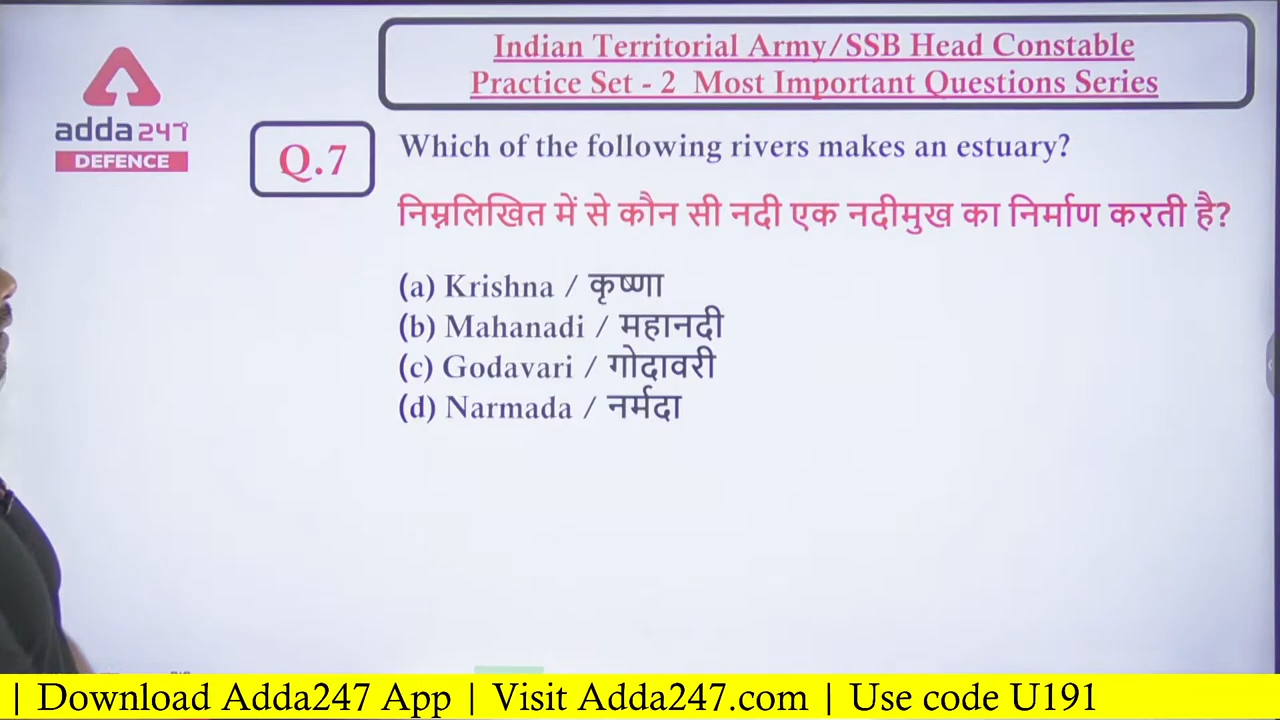 Indian Territorial Army/SSB Head Constable
Practice Set - 2 Most Important Questions Series
adda247
DEFENCE
Q.7
Which of the following rivers makes an estuary?
निम्नलिखित में से कौन सी नदी एक नदीमुख का निर्माण करती है?
(a) Krishna / कृष्णा
(b) Mahanadi / महानदी
(c) Godavari / गोदावरी
(d) Narmada / नर्मदा
| Download Adda247 App | Visit Adda247.com | Use code U191